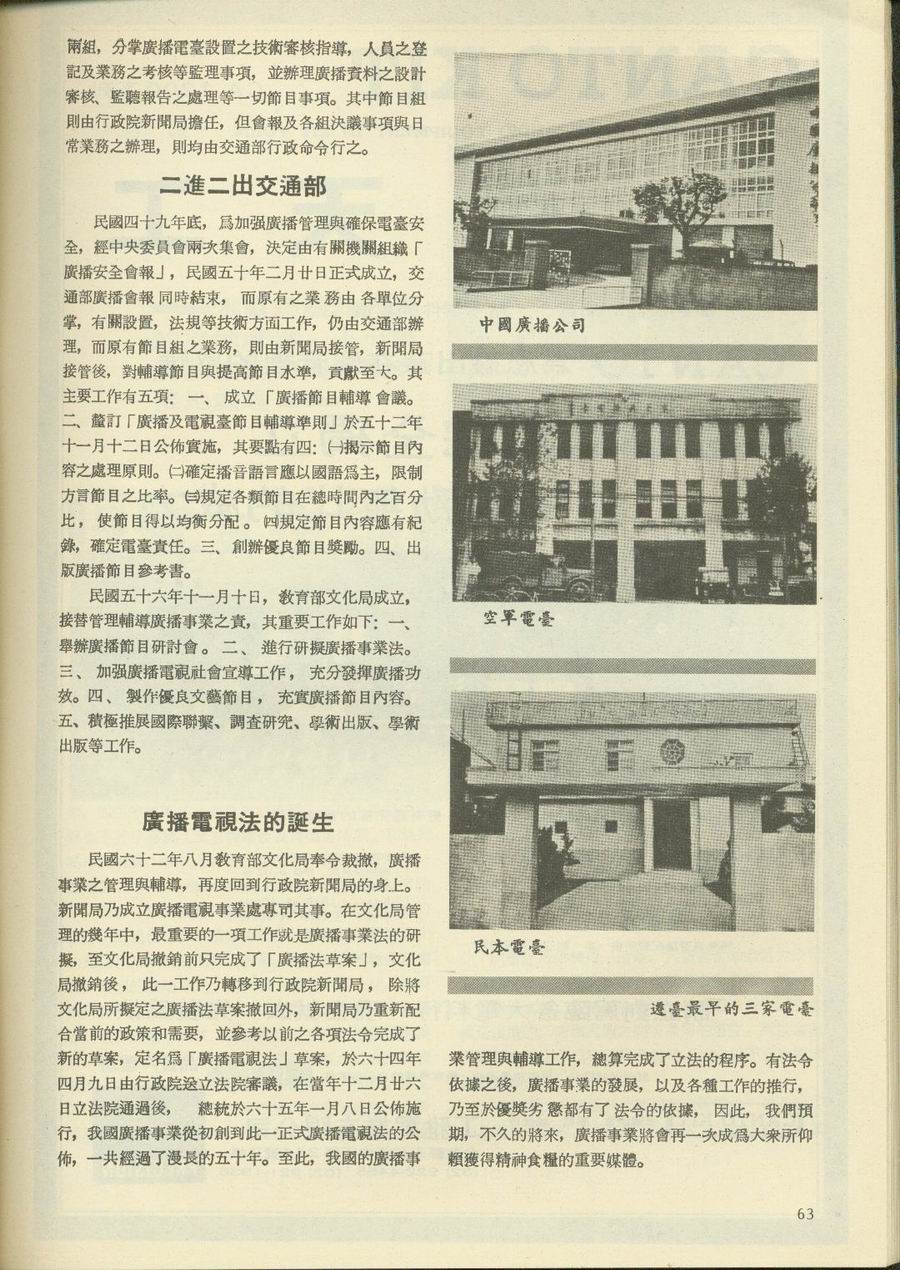 兩組，分掌廣播電臺設置之技術審核指導，人員之登
記及業務之考核等監理事項，並辦理廣播資料之設計
審核、監聽報告之處理等一切節目事項。其中節目組
則由行政院新聞局擔任，但會報及各組決議事項與日
常業務之辦理，則均由交通部行政命令行之。
二進二出交通部
民國四十九年底，爲加强廣播管理與確保電臺安
全，經中央委員會兩次集會，決定由有關機關組織「
廣播安全會報」，民國五十年二月廿日正式成立，交
通部廣播會報同時結束，而原有之業務由各單位分
掌，有關設置，法規等技術方面工作，仍由交通部辦
理，而原有節目組之業務，則由新聞局接管，新聞局
接管後，對輔導節目與提高節目水準，貢獻至大。其
主要工作有五項：一、成立「廣播節目輔導會議。
二、釐訂「廣播及電視臺節目輔導準則」於五十二年
十一月十二日公佈實施，其要點有四：㈠揭示節目內
容之處理原則。㈡確定播音語言應以國語爲主，限制
方言節目之比率。㈢規定各類節目在總時間內之百分
比，使節目得以均衡分配。㈣規定節目內容應有紀
錄，確定電臺責任。三、創辦優良節目獎勵。四、出
版廣播節目參考書。
民國五十六年十一月十日，敎育部文化局成立，
接替管理輔導廣播事業之責，其重要工作如下：一、
舉辦廣播節目研討會。二、進行研擬廣播事業法。
三、加强廣播電視社會宣導工作，充分發揮廣播功
效。四、製作優良文藝節目，充實廣播節目內容。
五、積極推展國際聯繫、調查研究、學術出版、學術
出版等工作。
廣播電視法的誕生
民國六十二年八月敎育部文化局奉令裁撤，廣播
事業之管理與輔導，再度回到行政院新聞局的身上。
新聞局乃成立廣播電視事業處專司其事。在文化局管
理的幾年中，最重要的一項工作就是廣播事業法的研
擬，至文化局撤銷前只完成了「廣播法草案」，文化
局撤銷後，此一工作乃轉移到行政院新聞局，除將
文化局所擬定之廣播法草案撤回外，新聞局乃重新配
合當前的政策和需要，並參考以前之各項法令完成了
新的草案，定名爲「廣播電視法」草案，於六十四年
四月九日由行政院送立法院審議，在當年十二月廿六
日立法院通過後，總統於六十五年一月八日公佈施
行，我國廣播事業從初創到此一正式廣播電視法的公
佈，一共經過了漫長的五十年。至此，我國的廣播事
中國廣播公司
空軍電臺
民本電臺
遷臺最早的三家電臺
業管理與輔導工作，總算完成了立法的程序。有法令
依據之後，廣播事業的發展，以及各種工作的推行，
乃至於優獎劣懲都有了法令的依據，因此，我們預
期，不久的將來，廣播事業將會再一次成爲大衆所仰
賴獲得精神食糧的重要媒體。
63